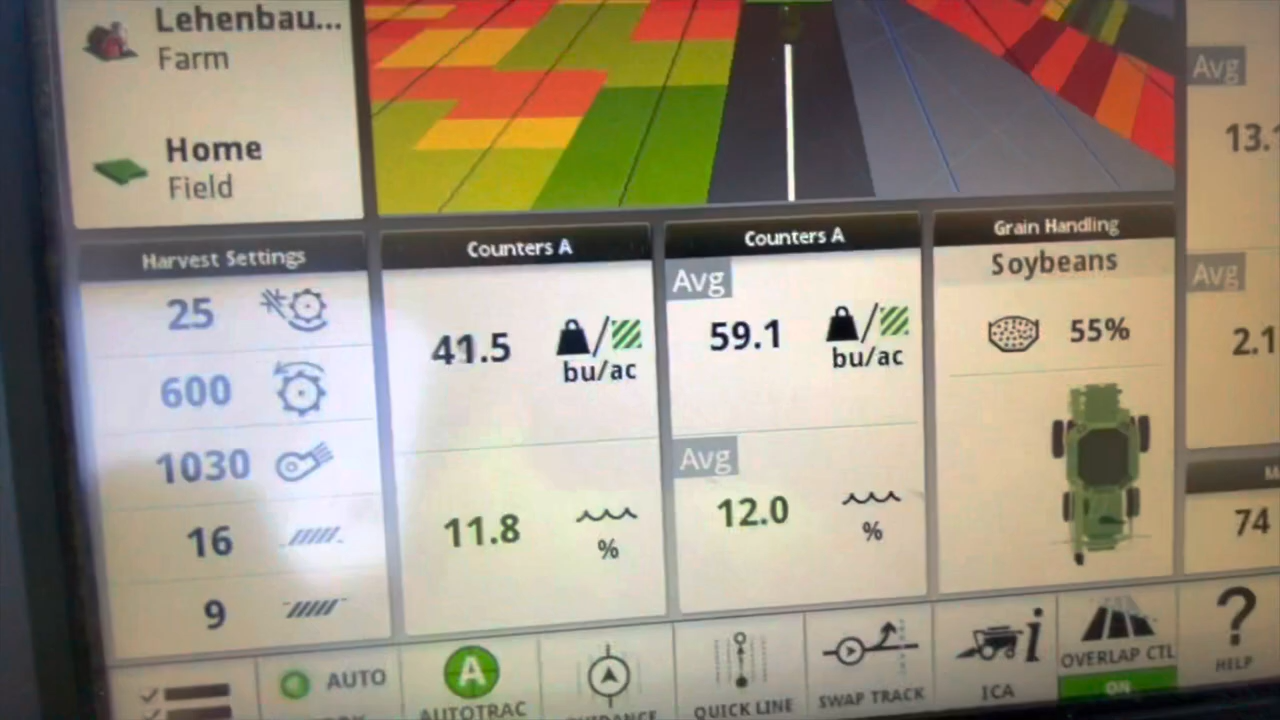 Lehenbau...
Farm
Home
Field
Harvest Settings
25
600
1030
16
9
Counters A
41.5
bu/ac
11.8
%
Counters A
Avg
59.1
bu/ac
Avg
12.0
%
Grain Handling
Soybeans
55%
Avg
13.
Avg
2.1
74
AUTO
A
AUTOTRAC
QUICK LINE
SWAP TRACK
i
ICA
OVERLAP CTL
ON
?
HELP